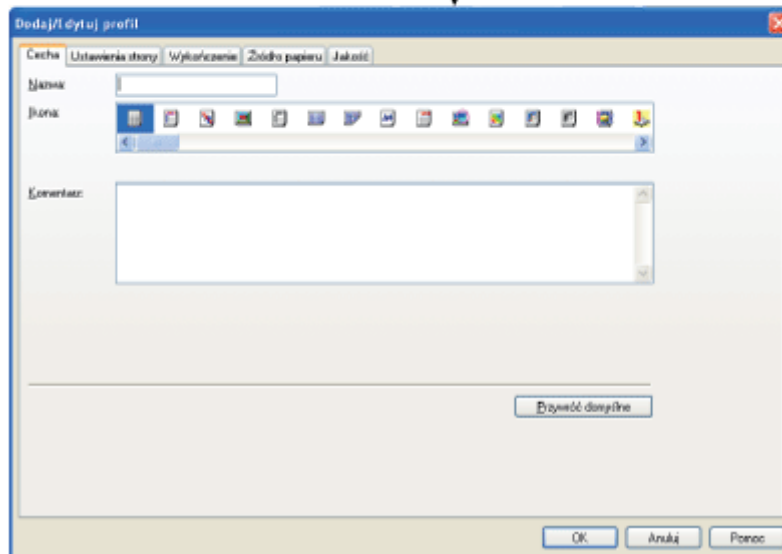 Dodaj/Edytuj profil
Cecha Ustawienia strony Wykończenie Źródło papieru Jakość
Nazwa:
Ikona:
Komentarz:
Przywróć domyślne
OK Anuluj Pomoc